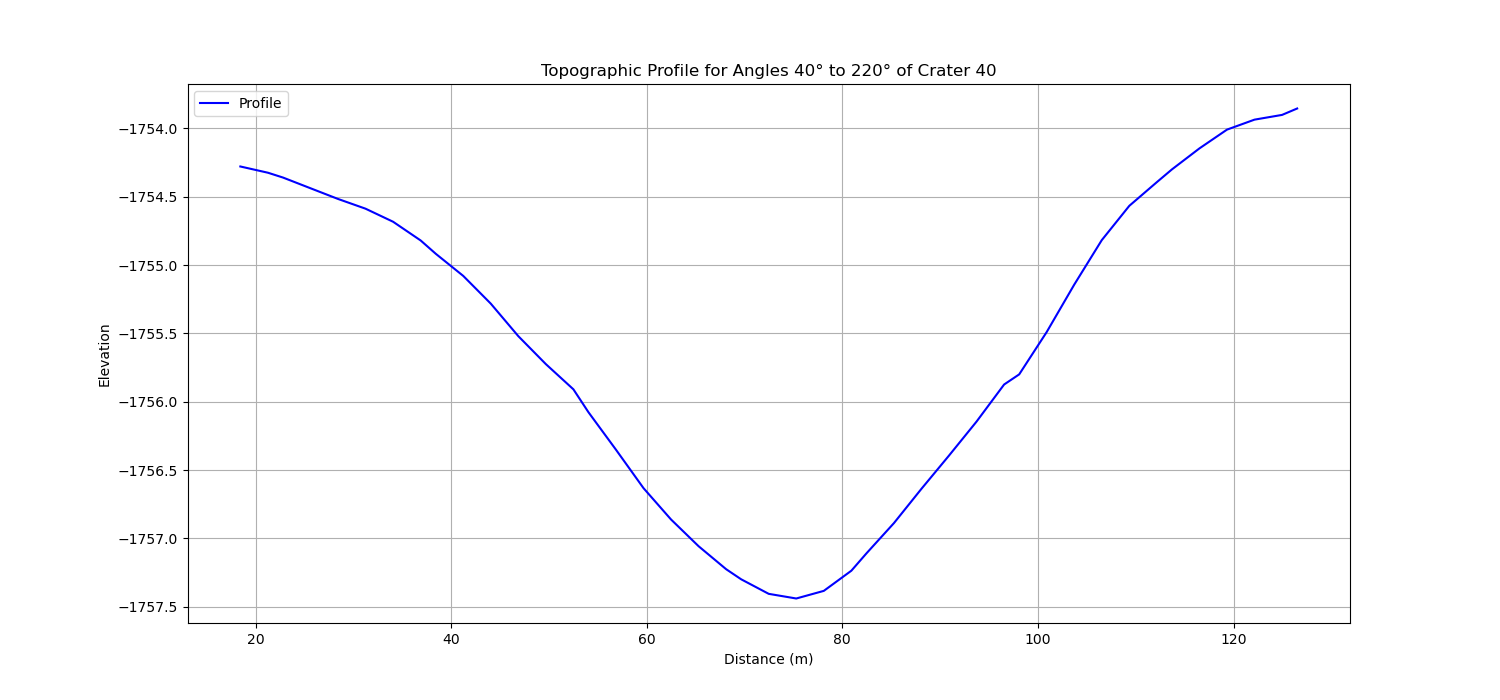 Topographic Profile for Angles 40° to 220° of Crater 40
Profile
−1754.0
−1754.5
−1755.0
−1755.5
−1756.0
−1756.5
−1757.0
−1757.5
Elevation
20 40 60 80 100 120
Distance (m)